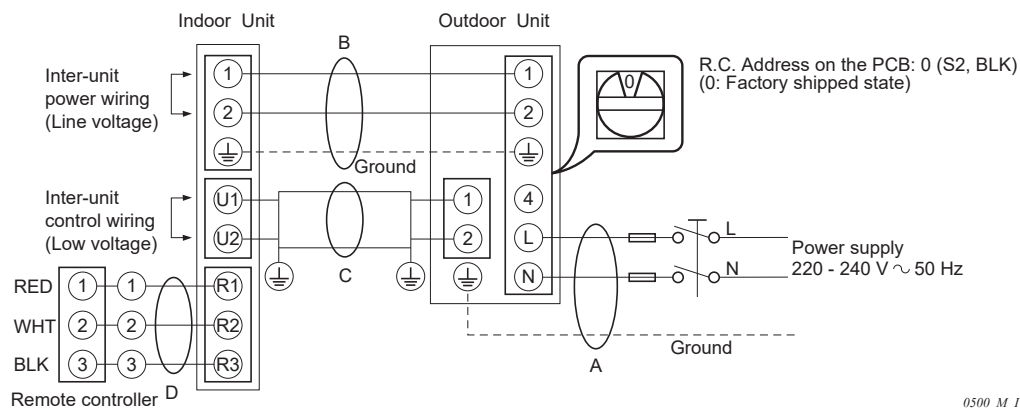 Indoor Unit
Outdoor Unit
B
R.C. Address on the PCB: 0 (S2, BLK)
(0: Factory shipped state)
0
Inter-unit
power wiring
(Line voltage)
1
2
1
2
Ground
4
L
N
Inter-unit
control wiring
(Low voltage)
U1
U2
C
1
2
L
N
Power supply
220 - 240 V ~ 50 Hz
Ground
A
RED 1 1 R1
WHT 2 2 R2
BLK 3 3 R3
Remote controller
D
0500_M_I